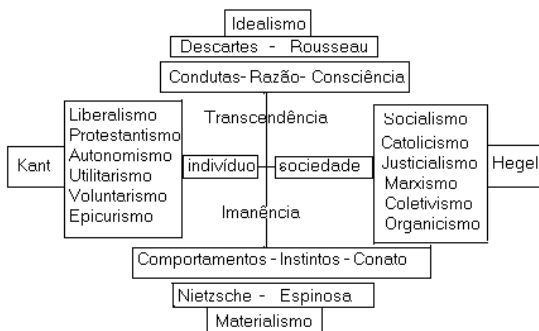 Idealismo
Descartes - Rousseau
Condutas- Razão- Consciência
Transcendência
Kant
Liberalismo
Protestantismo
Autonomismo
Utilitarismo
Voluntarismo
Epicurismo
indivíduo
sociedade
Socialismo
Catolicismo
Justicialismo
Marxismo
Coletivismo
Organicismo
Hegel
Imanência
Comportamentos - Instintos - Conato
Nietzsche - Espinosa
Materialismo